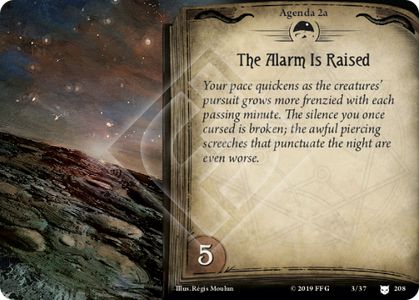 Agenda 2a
The Alarm Is Raised
Your pace quickens as the creatures'
pursuit grows more frenzied with each
passing minute. The silence you once
cursed is broken; the awful piercing
screeches that punctuate the night are
even worse.
5
Illus. Régis Moulun
© 2019 FFG
3/37
208